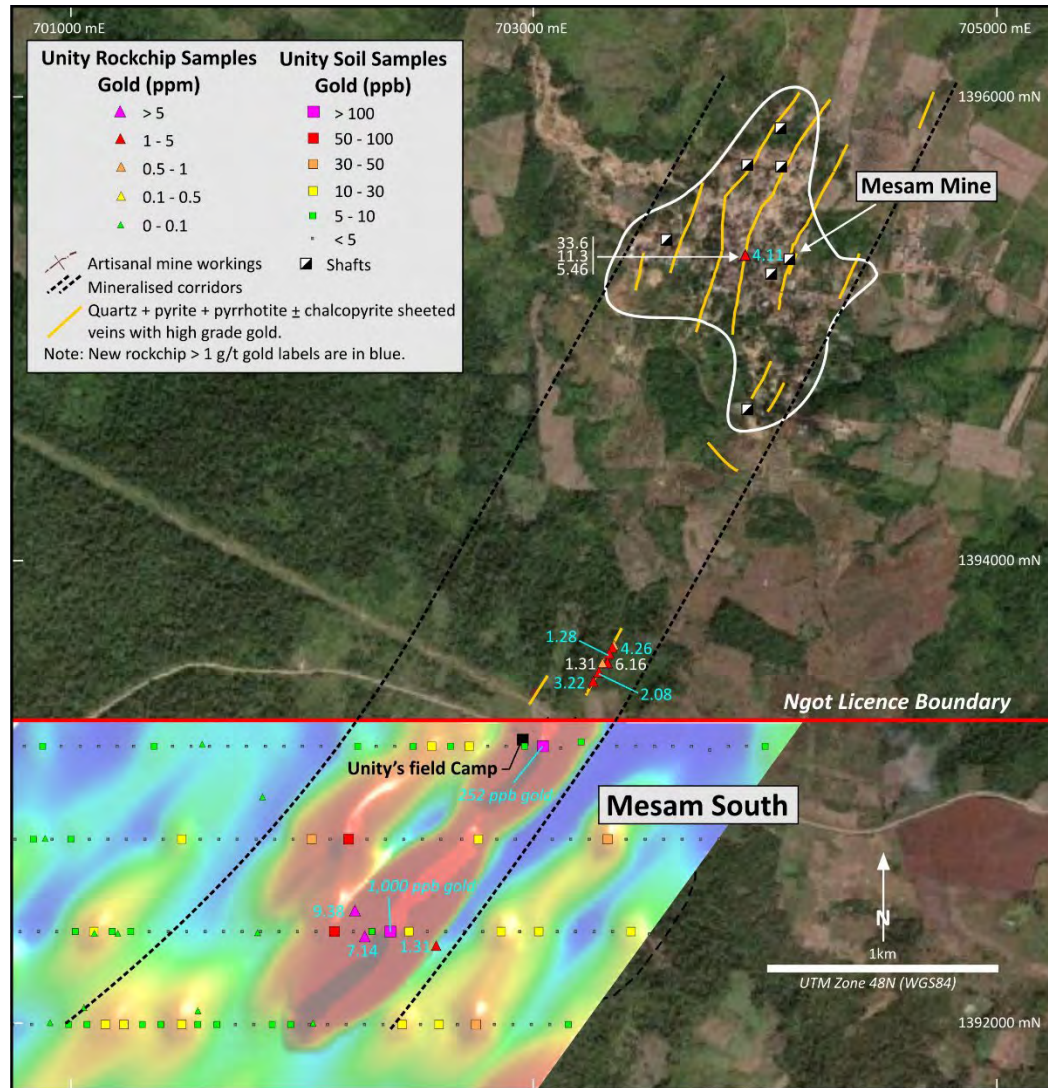 701000 mE
703000 mE
705000 mE
Unity Rockchip Samples
Gold (ppm)
> 5
1 - 5
0.5 - 1
0.1 - 0.5
0 - 0.1
Unity Soil Samples
Gold (ppb)
> 100
50 - 100
30 - 50
10 - 30
5 - 10
< 5
Artisanal mine workings
Shafts
Mineralised corridors
Quartz + pyrite + pyrrhotite ± chalcopyrite sheeted
veins with high grade gold.
Note: New rockchip > 1 g/t gold labels are in blue.
1396000 mN
Mesam Mine
33.6
11.3
5.46
4.11
1394000 mN
1.28
4.26
1.31
6.16
3.22
2.08
Ngot Licence Boundary
Unity's field Camp
252 ppb gold
Mesam South
1,000 ppb gold
9.38
7.14
1.31
N
1km
UTM Zone 48N (WGS84)
1392000 mN